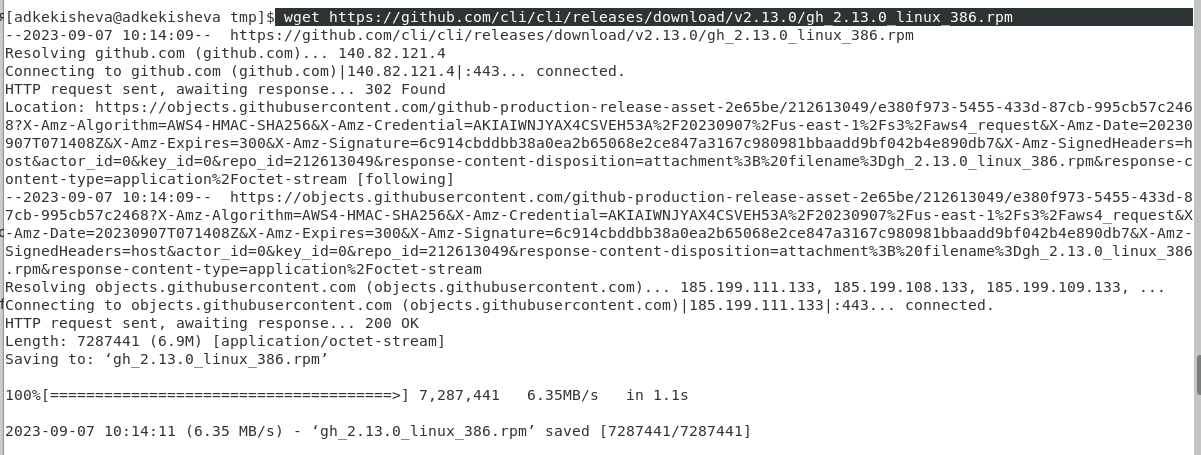 [adkekisheva@adkekisheva tmp]$ wget https://github.com/cli/cli/releases/download/v2.13.0/gh_2.13.0_linux_386.rpm
--2023-09-07 10:14:09--  https://github.com/cli/cli/releases/download/v2.13.0/gh_2.13.0_linux_386.rpm
Resolving github.com (github.com)... 140.82.121.4
Connecting to github.com (github.com)|140.82.121.4|:443... connected.
HTTP request sent, awaiting response... 302 Found
Location: https://objects.githubusercontent.com/github-production-release-asset-2e65be/212613049/e380f973-5455-433d-87cb-995cb57c246
8?X-Amz-Algorithm=AWS4-HMAC-SHA256&X-Amz-Credential=AKIAIWNJYAX4CSVEH53A%2F20230907%2Fus-east-1%2Fs3%2Faws4_request&X-Amz-Date=20230
907T071408Z&X-Amz-Expires=300&X-Amz-Signature=6c914cbddbb38a0ea2b65068e2ce847a3167c980981bbaadd9bf042b4e890db7&X-Amz-SignedHeaders=h
ost&actor_id=0&key_id=0&repo_id=212613049&response-content-disposition=attachment%3B%20filename%3Dgh_2.13.0_linux_386.rpm&response-c
ontent-type=application%2Foctet-stream [following]
--2023-09-07 10:14:09--  https://objects.githubusercontent.com/github-production-release-asset-2e65be/212613049/e380f973-5455-433d-8
7cb-995cb57c2468?X-Amz-Algorithm=AWS4-HMAC-SHA256&X-Amz-Credential=AKIAIWNJYAX4CSVEH53A%2F20230907%2Fus-east-1%2Fs3%2Faws4_request&X
-Amz-Date=20230907T071408Z&X-Amz-Expires=300&X-Amz-Signature=6c914cbddbb38a0ea2b65068e2ce847a3167c980981bbaadd9bf042b4e890db7&X-Amz-
SignedHeaders=host&actor_id=0&key_id=0&repo_id=212613049&response-content-disposition=attachment%3B%20filename%3Dgh_2.13.0_linux_386
.rpm&response-content-type=application%2Foctet-stream
Resolving objects.githubusercontent.com (objects.githubusercontent.com)... 185.199.111.133, 185.199.108.133, 185.199.109.133, ...
Connecting to objects.githubusercontent.com (objects.githubusercontent.com)|185.199.111.133|:443... connected.
HTTP request sent, awaiting response... 200 OK
Length: 7287441 (6.9M) [application/octet-stream]
Saving to: ‘gh_2.13.0_linux_386.rpm’
100%[======================================>] 7,287,441   6.35MB/s   in 1.1s
2023-09-07 10:14:11 (6.35 MB/s) - ‘gh_2.13.0_linux_386.rpm’ saved [7287441/7287441]